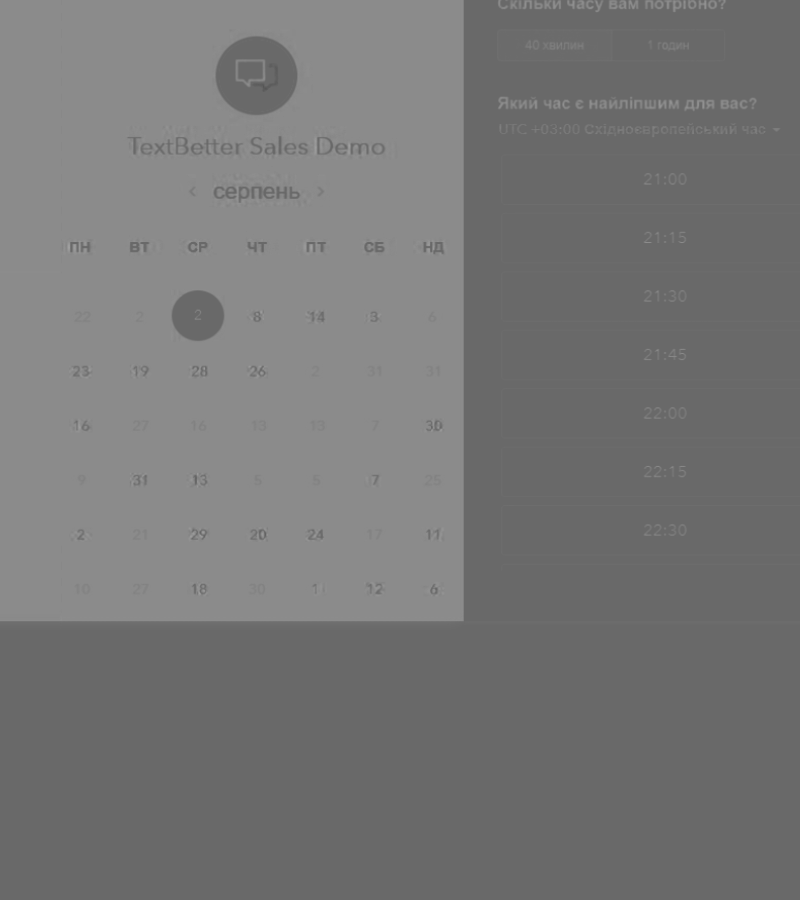 TextBetter Sales Demo
серпень
ПН ВТ СР ЧТ ПТ СБ НД
22 2 2 8 14 3 6
23 19 28 26 2 31 31
16 27 16 13 13 7 30
9 31 13 5 5 7 25
2 21 29 20 24 17 11
10 27 18 30 1 12 6
Скільки часу вам потрібно?
40 хвилин 1 годин
Який час є найліпшим для вас?
UTC +03:00 Східноєвропейський час
21:00
21:15
21:30
21:45
22:00
22:15
22:30